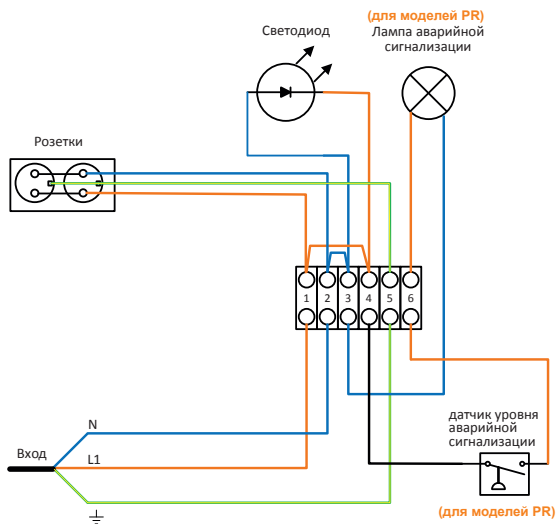 (для моделей PR)
Светодиод
Лампа аварийной
сигнализации
Розетки
1 2 3 4 5 6
N
L1
Вход
датчик уровня
аварийной
сигнализации
(для моделей PR)